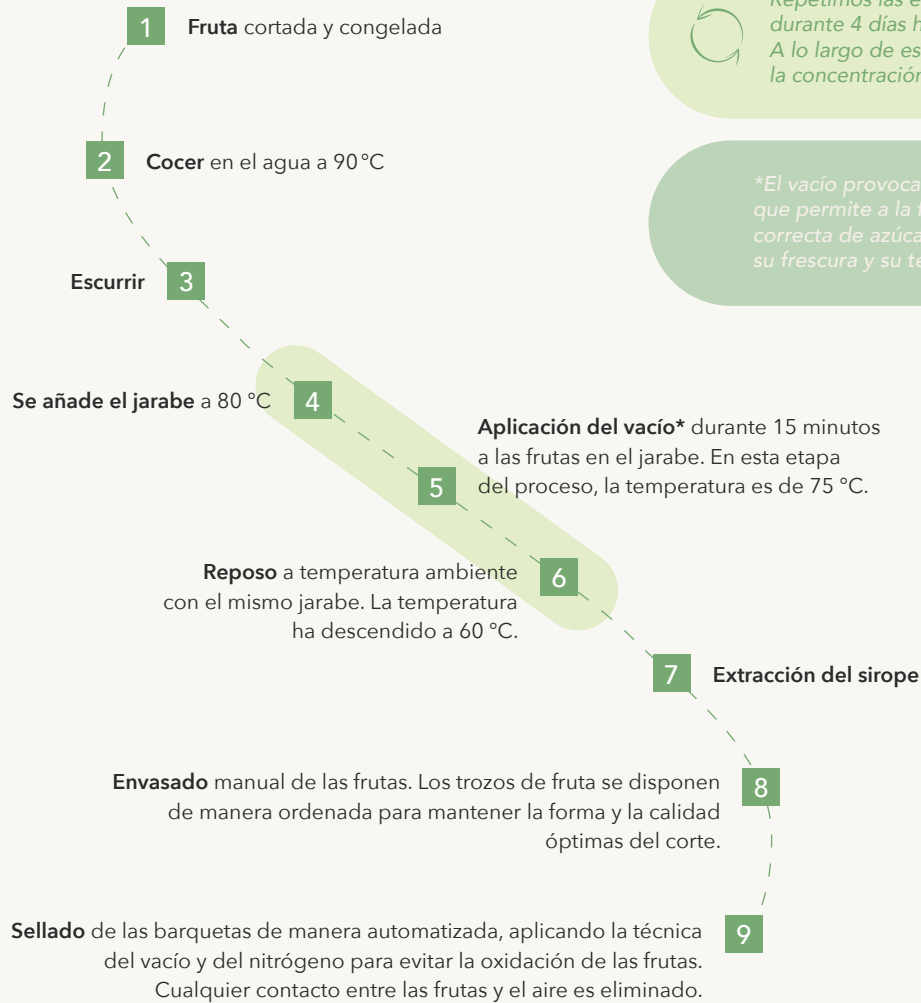 1
Fruta cortada y congelada
Repetimos las
durante 4 días
A lo largo de
la concentración
2
Cocer en el agua a 90 °C
*El vacío provoca
que permite a la
correcta de
su frescura y su
Escurrir
3
Se añade el jarabe a 80 °C
4
Aplicación del vacío* durante 15 minutos
a las frutas en el jarabe. En esta etapa
del proceso, la temperatura es de 75 °C.
5
Reposo a temperatura ambiente
con el mismo jarabe. La temperatura
ha descendido a 60 °C.
6
7
Extracción del sirope
Envasado manual de las frutas. Los trozos de fruta se disponen
de manera ordenada para mantener la forma y la calidad
óptimas del corte.
8
Sellado de las barquetas de manera automatizada, aplicando la técnica
del vacío y del nitrógeno para evitar la oxidación de las frutas.
Cualquier contacto entre las frutas y el aire es eliminado.
9